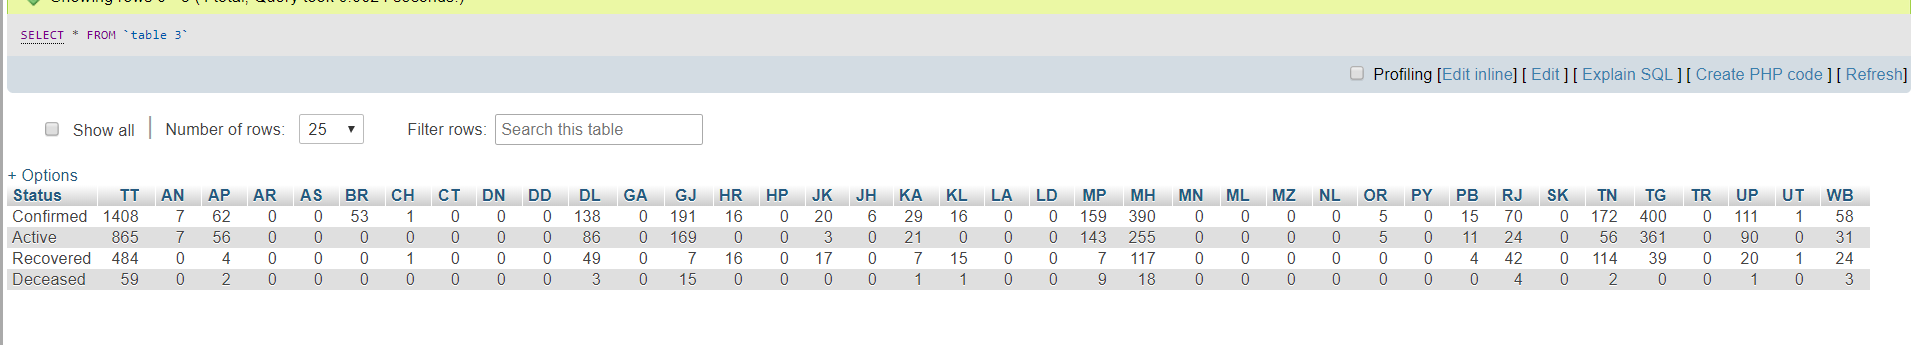 Showing rows 0 - total, Query took seconds.)
SELECT * FROM `table 3`
Profiling [Edit inline] [ Edit ] [ Explain SQL ] [ Create PHP code ] [ Refresh]
Show all Number of rows: 25 Filter rows: Search this table
+ Options
Status TT AN AP AR AS BR CH CT DN DD DL GA GJ HR HP JK JH KA KL LA LD MP MH MN ML MZ NL OR PY PB RJ SK TN TG TR UP UT WB
Confirmed 1408 7 62 0 0 53 1 0 0 0 138 0 191 16 0 20 6 29 16 0 0 159 390 0 0 0 0 5 0 15 70 0 172 400 0 111 1 58
Active 865 7 56 0 0 0 0 0 0 0 86 0 169 0 0 3 0 21 0 0 0 143 255 0 0 0 0 5 0 11 24 0 56 361 0 90 0 31
Recovered 484 0 4 0 0 0 1 0 0 0 49 0 7 16 0 17 0 7 15 0 0 7 117 0 0 0 0 0 0 4 42 0 114 39 0 20 1 24
Deceased 59 0 2 0 0 0 0 0 0 0 3 0 15 0 0 0 0 1 1 0 0 9 18 0 0 0 0 0 0 0 4 0 2 0 0 1 0 3